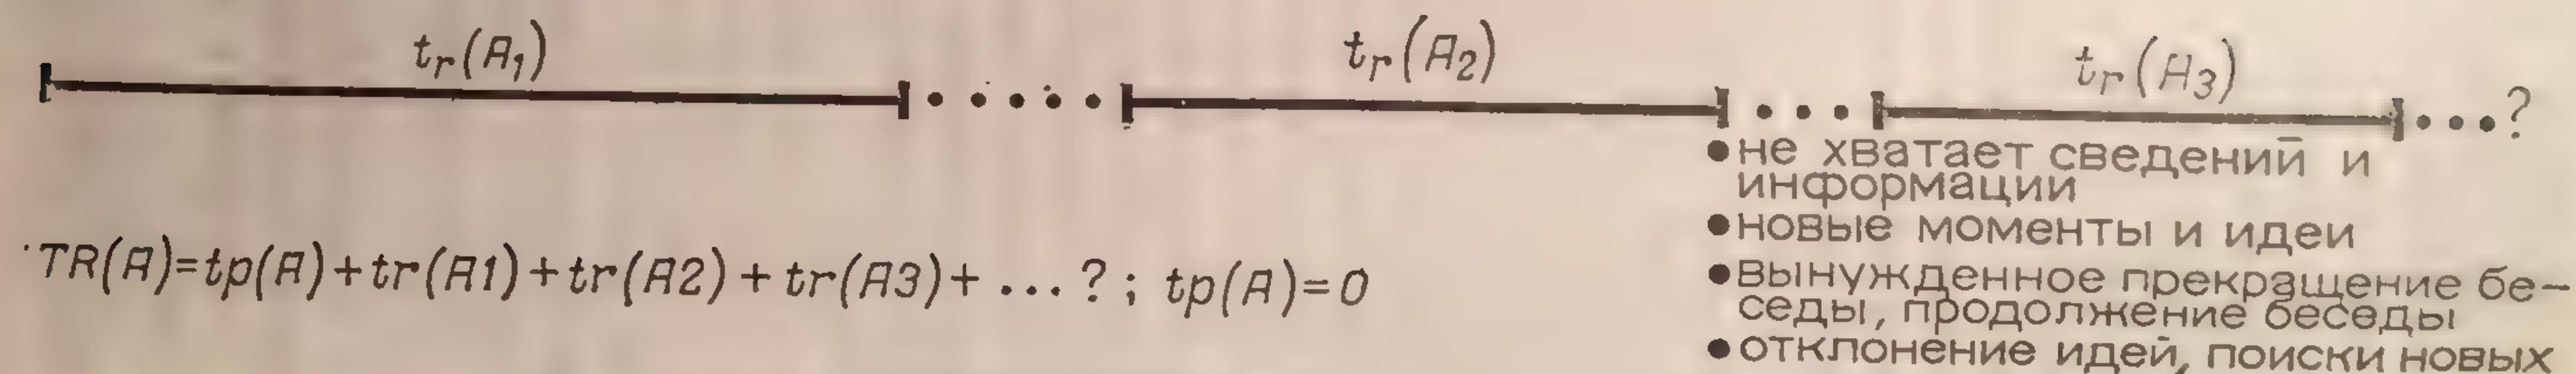 tr(A1) tr(A2) tr(A3)
. . . . . . . . . . . ?
• не хватает сведений и
информации
• новые моменты и идеи
TR(A)=tp(A)+tr(A1)+tr(A2)+tr(A3)+ ...?; tp(A)=0
• вынужденное прекращение бе-
седы, продолжение беседы
• отклонение идей, поиски новых